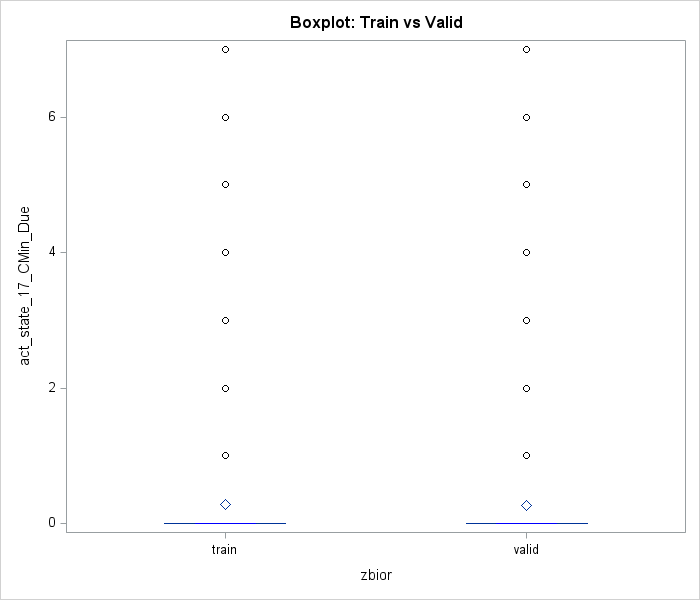 Boxplot: Train vs Valid
act_state_17_CMin_Due
6
4
2
0
train
valid
zbior